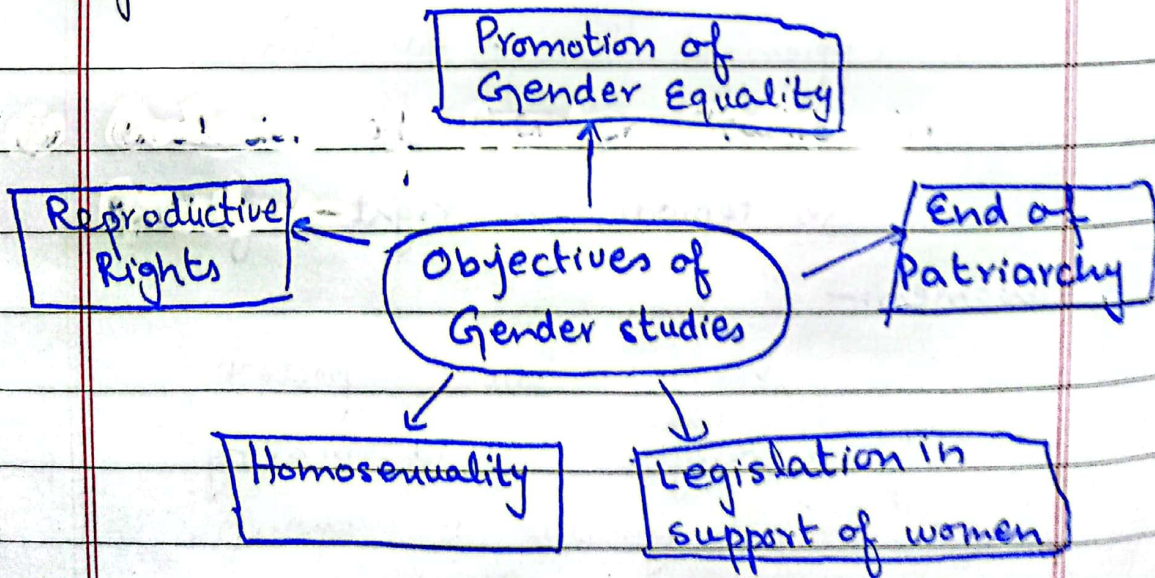 Promotion of
Gender Equality
Reproductive
Rights
Objectives of
Gender studies
End of
Patriarchy
Homosexuality
Legislation in
support of women